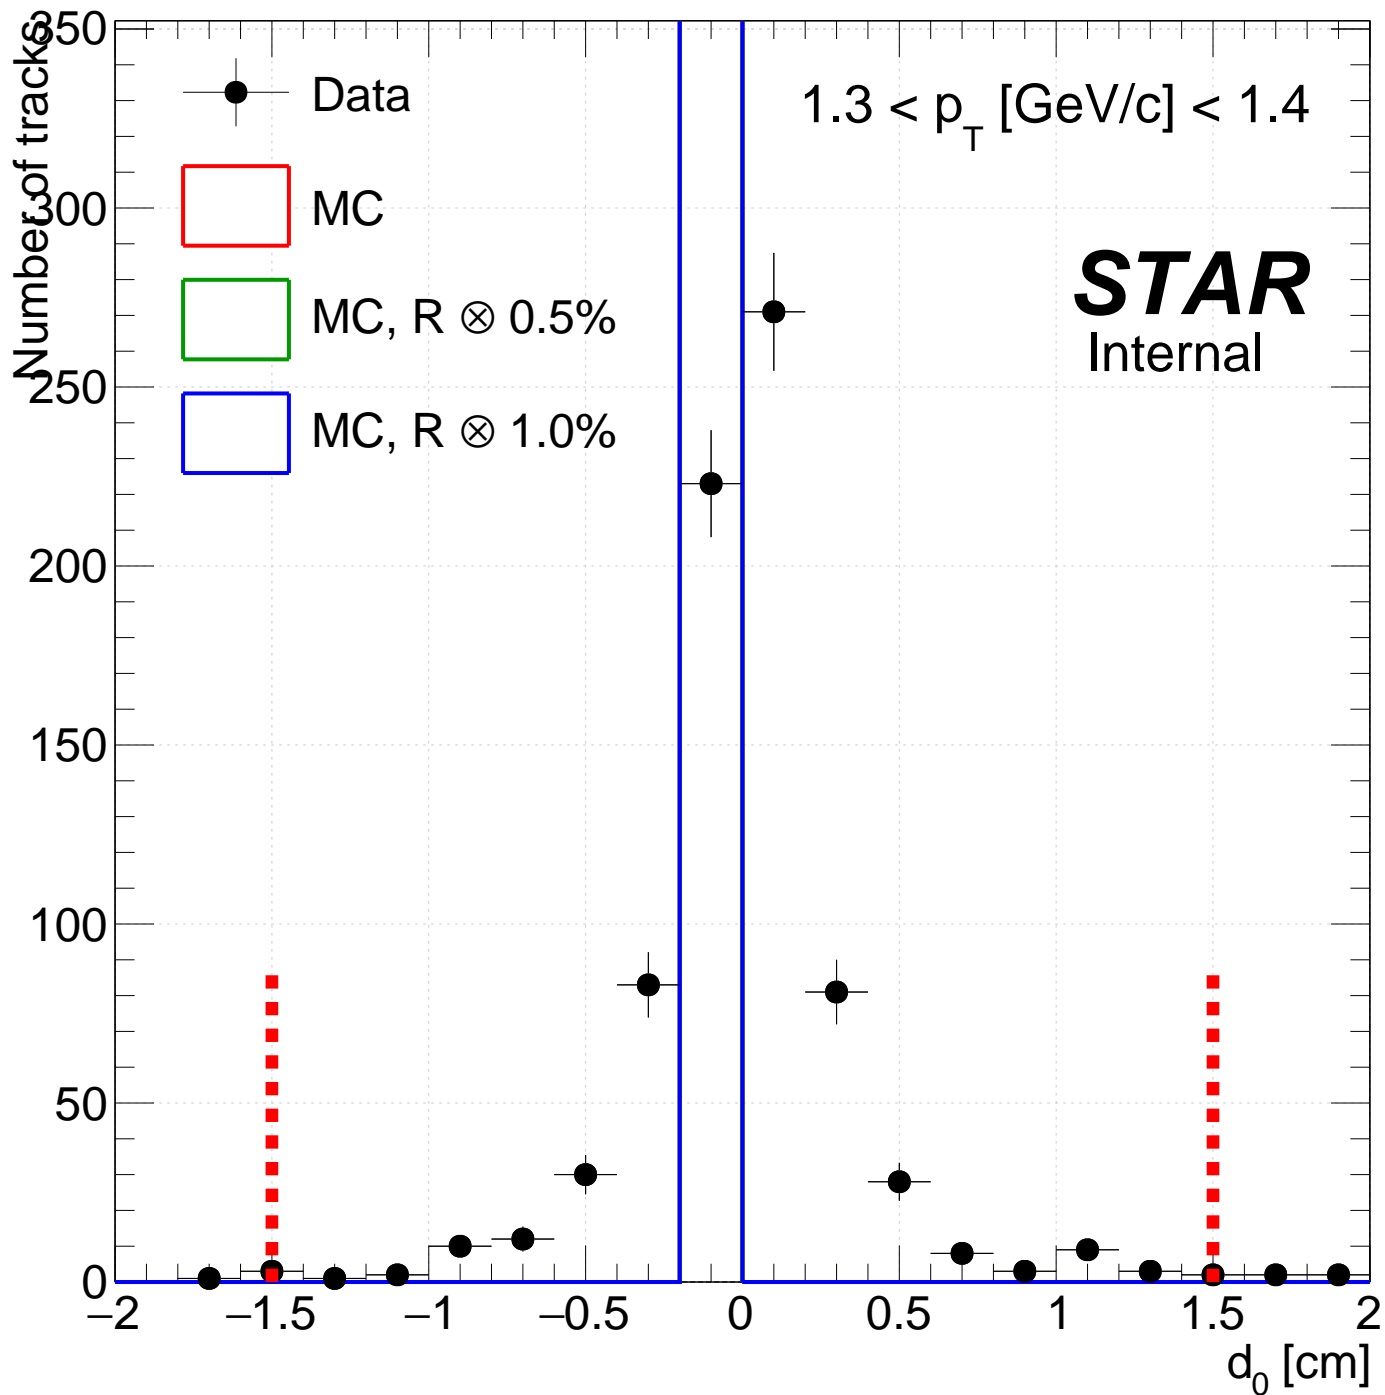 Number of tracks
350
300
250
200
150
100
50
0
Data
MC
MC, R ⊗ 0.5%
MC, R ⊗ 1.0%
1.3 < p_T [GeV/c] < 1.4
STAR
Internal
−2 −1.5 −1 −0.5 0 0.5 1 1.5 2
d_0 [cm]